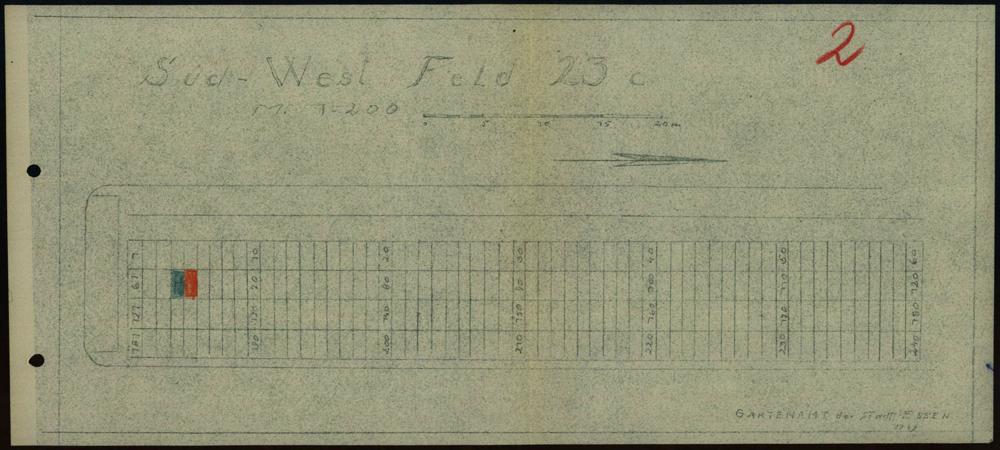 2
Süd-West Feld 23 c
M. 1-200
0 5 10 15 20 m
1 10 20 30 40 50 60
61 70 80 90 100 110 120
121 130 140 150 160 170 180
181 190 200 210 220 230 240
GARTENAMT der Stadt ESSEN